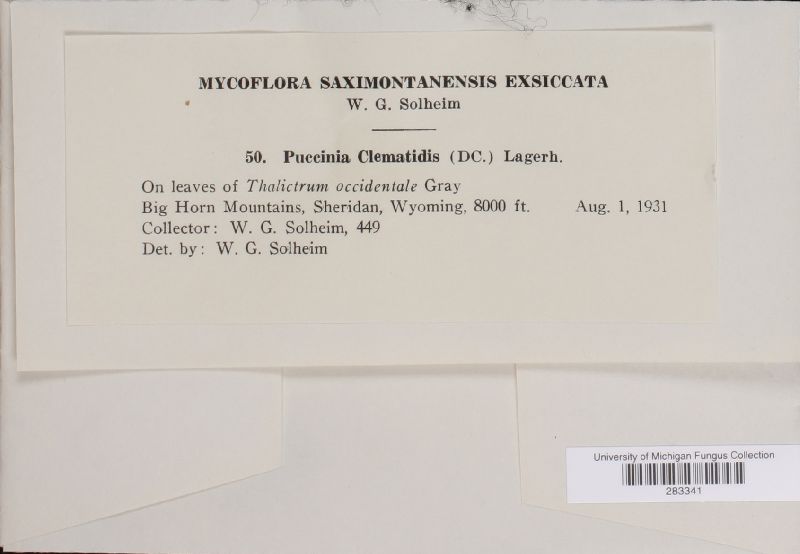 MYCOFLORA SAXIMONTANENSIS EXSICCATA
W. G. Solheim
50. Puccinia Clematidis (DC.) Lagerh.
On leaves of Thalictrum occidentale Gray
Big Horn Mountains, Sheridan, Wyoming, 8000 ft. Aug. 1, 1931
Collector: W. G. Solheim, 449
Det. by: W. G. Solheim
University of Michigan Fungus Collection
283341